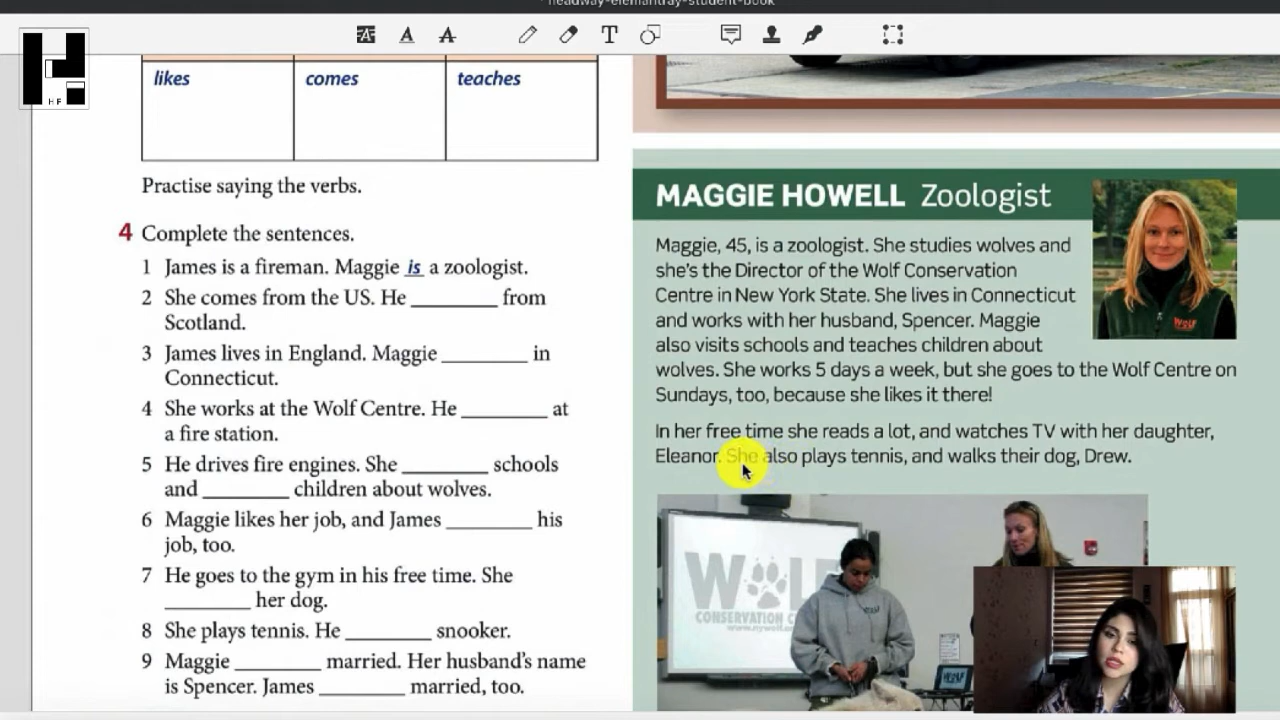 headway-elemantray-student-book
A A A T
HF
likes comes teaches
Practise saying the verbs.
4 Complete the sentences.
1 James is a fireman. Maggie is a zoologist.
2 She comes from the US. He ________ from
Scotland.
3 James lives in England. Maggie ________ in
Connecticut.
4 She works at the Wolf Centre. He ________ at
a fire station.
5 He drives fire engines. She ________ schools
and ________ children about wolves.
6 Maggie likes her job, and James ________ his
job, too.
7 He goes to the gym in his free time. She
________ her dog.
8 She plays tennis. He ________ snooker.
9 Maggie ________ married. Her husband's name
is Spencer. James ________ married, too.
MAGGIE HOWELL Zoologist
Maggie, 45, is a zoologist. She studies wolves and
she's the Director of the Wolf Conservation
Centre in New York State. She lives in Connecticut
and works with her husband, Spencer. Maggie
also visits schools and teaches children about
wolves. She works 5 days a week, but she goes to the Wolf Centre on
Sundays, too, because she likes it there!
In her free time she reads a lot, and watches TV with her daughter,
Eleanor. She also plays tennis, and walks their dog, Drew.
WOLF
WOLF
CONSERVATION C